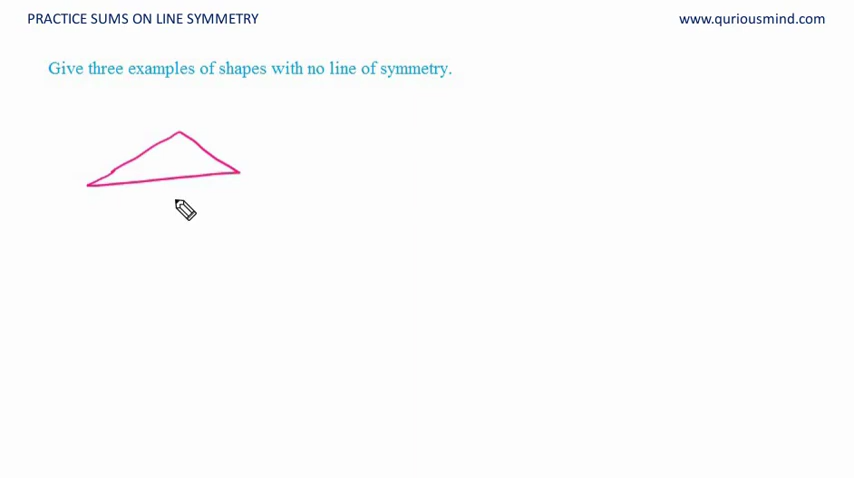 PRACTICE SUMS ON LINE SYMMETRY
www.quriousmind.com
Give three examples of shapes with no line of symmetry.